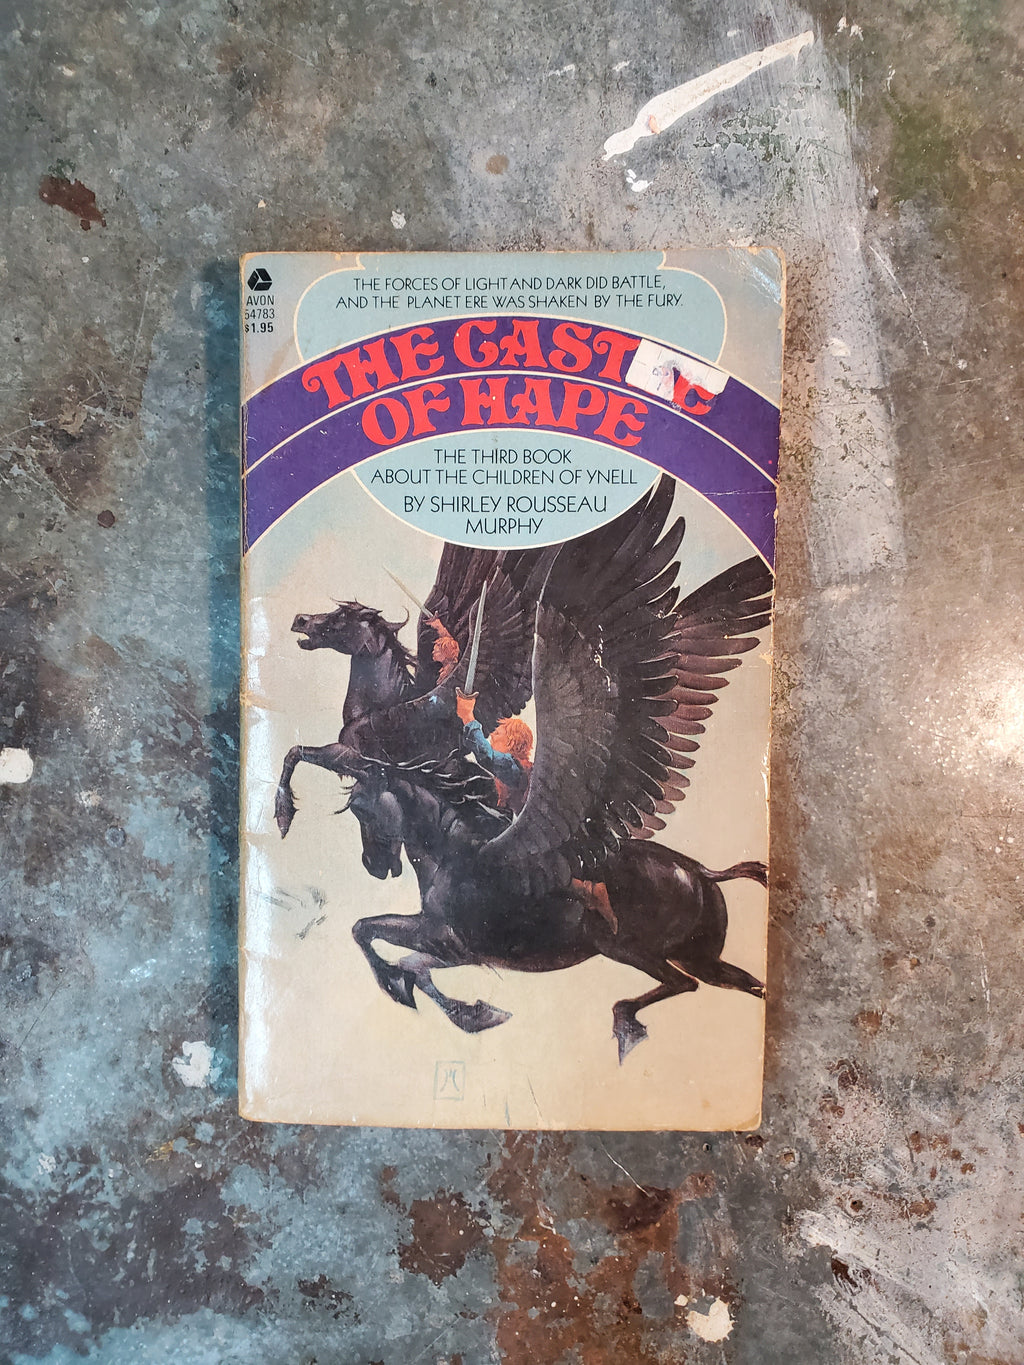 AVON
54783
$1.95
THE FORCES OF LIGHT AND DARK DID BATTLE,
AND THE PLANET ERE WAS SHAKEN BY THE FURY.
THE CASTLE
OF HAPE
THE THIRD BOOK
ABOUT THE CHILDREN OF YNELL
BY SHIRLEY ROUSSEAU
MURPHY